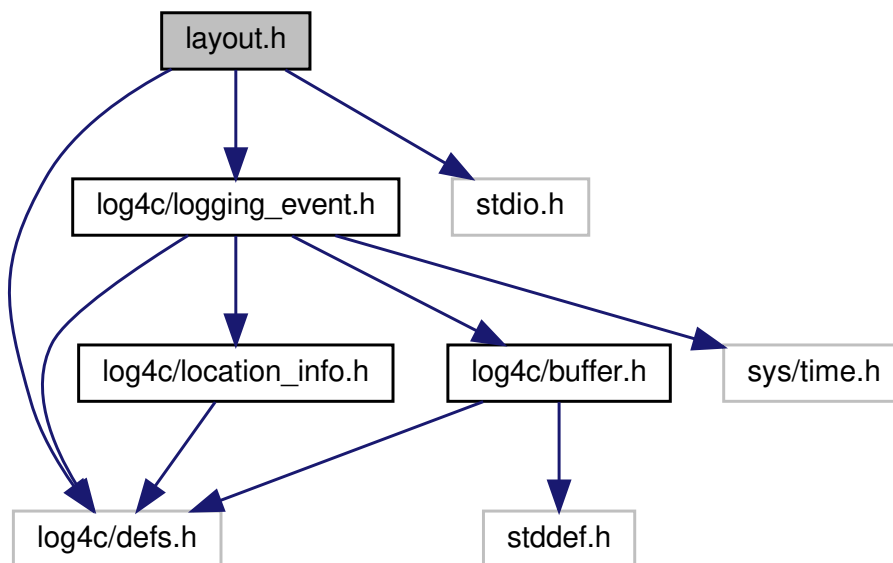 layout.h
log4c/logging_event.h
stdio.h
log4c/location_info.h
log4c/buffer.h
sys/time.h
log4c/defs.h
stddef.h